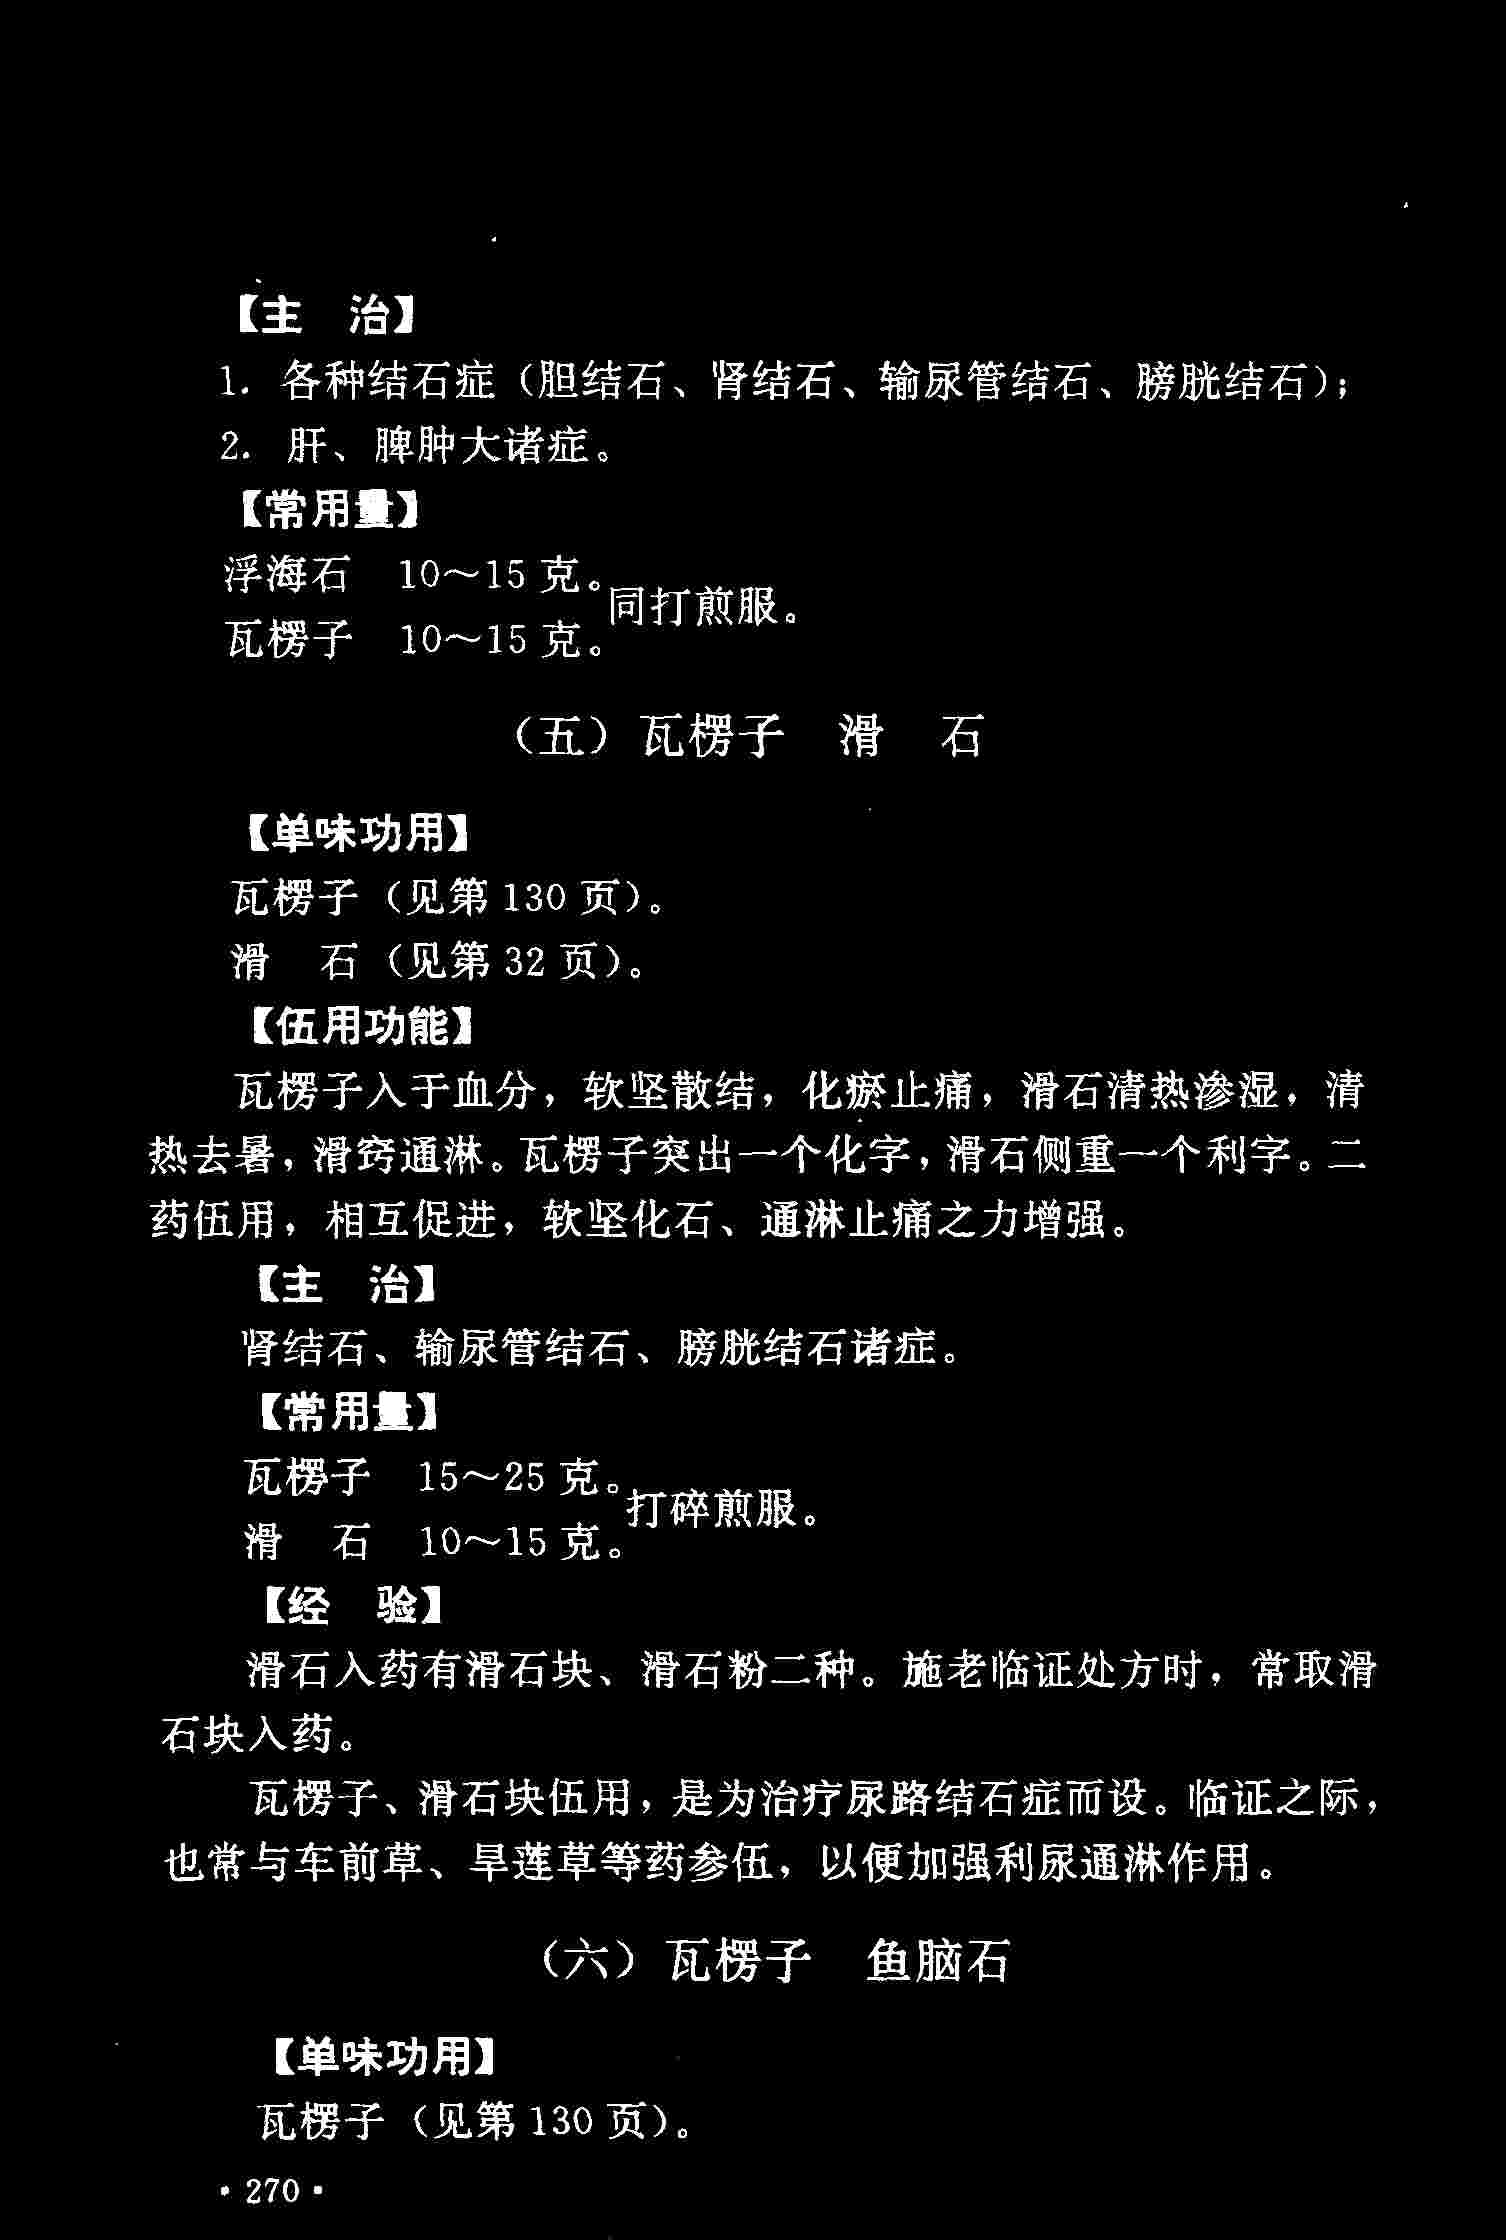 【主　治】
1. 各种结石症（胆结石、肾结石、输尿管结石、膀胱结石）；
2. 肝、脾肿大诸症。
【常用量】
浮海石　10～15 克。
同打煎服。
瓦楞子　10～15 克。
（五）瓦楞子　滑　石
【单味功用】
瓦楞子（见第 130 页）。
滑　石（见第 32 页）。
【伍用功能】
瓦楞子入于血分，软坚散结，化瘀止痛，滑石清热渗湿，清
热去暑，滑窍通淋。瓦楞子突出一个化字，滑石侧重一个利字。二
药伍用，相互促进，软坚化石、通淋止痛之力增强。
【主　治】
肾结石、输尿管结石、膀胱结石诸症。
【常用量】
瓦楞子　15～25 克。
打碎煎服。
滑　石　10～15 克。
【经　验】
滑石入药有滑石块、滑石粉二种。施老临证处方时，常取滑
石块入药。
瓦楞子、滑石块伍用，是为治疗尿路结石症而设。临证之际，
也常与车前草、旱莲草等药参伍，以便加强利尿通淋作用。
（六）瓦楞子　鱼脑石
【单味功用】
瓦楞子（见第 130 页）。
· 270 ·